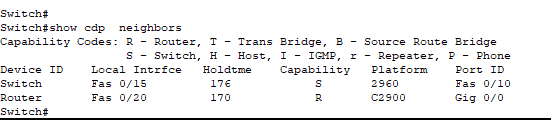 Switch#
Switch#show cdp  neighbors
Capability Codes: R - Router, T - Trans Bridge, B - Source Route Bridge
                  S - Switch, H - Host, I - IGMP, r - Repeater, P - Phone
Device ID    Local Intrfce   Holdtme    Capability   Platform    Port ID
Switch       Fas 0/15         176            S       2960        Fas 0/10
Router       Fas 0/20         170            R       C2900       Gig 0/0
Switch#